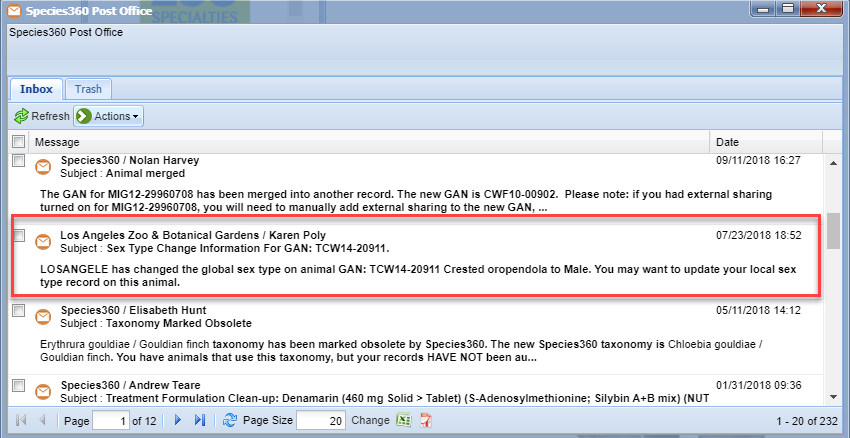 SPECIALTIES
Species360 Post Office
Species360 Post Office
Inbox Trash
Refresh Actions
Message Date
Species360 / Nolan Harvey 09/11/2018 16:27
Subject : Animal merged
The GAN for MIG12-29960708 has been merged into another record. The new GAN is CWF10-00902. Please note: if you had external sharing
turned on for MIG12-29960708, you will need to manually add external sharing to the new GAN, ...
Los Angeles Zoo & Botanical Gardens / Karen Poly 07/23/2018 18:52
Subject : Sex Type Change Information For GAN: TCW14-20911.
LOSANGELE has changed the global sex type on animal GAN: TCW14-20911 Crested oropendola to Male. You may want to update your local sex
type record on this animal.
Species360 / Elisabeth Hunt 05/11/2018 14:12
Subject : Taxonomy Marked Obsolete
Erythrura gouldiae / Gouldian finch taxonomy has been marked obsolete by Species360. The new Species360 taxonomy is Chloebia gouldiae /
Gouldian finch. You have animals that use this taxonomy, but your records HAVE NOT been au...
Species360 / Andrew Teare 01/31/2018 09:36
Subject : Treatment Formulation Clean-up: Denamarin (460 mg Solid > Tablet) (S-Adenosylmethionine; Silybin A+B mix) (NUT
Page 1 of 12 Page Size 20 Change 1 - 20 of 232